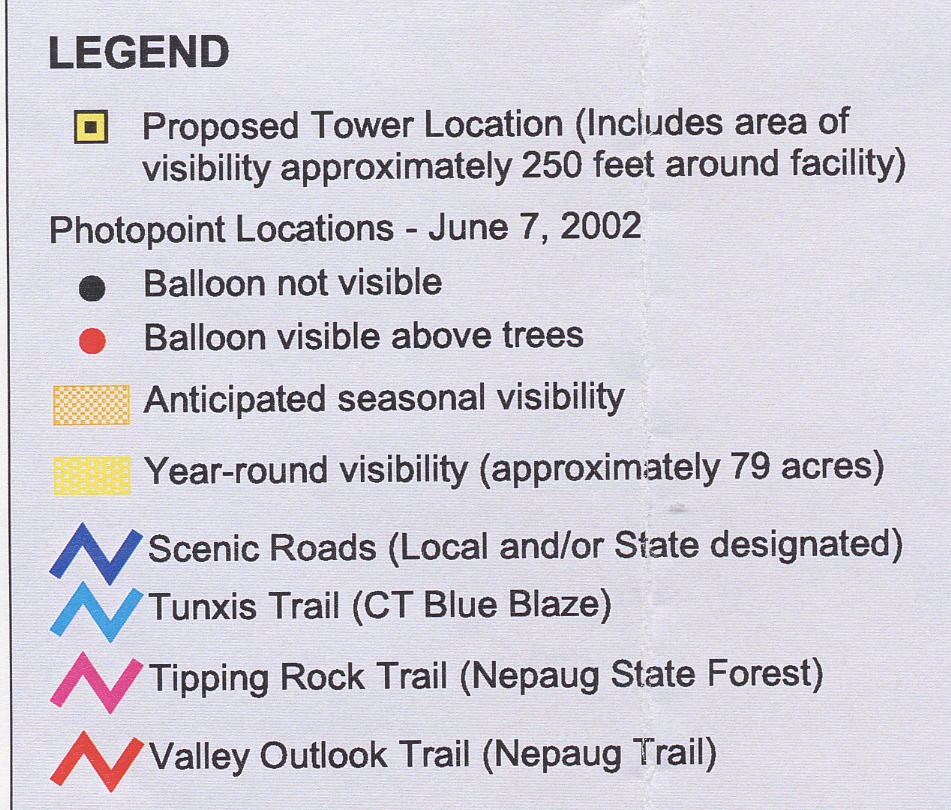 LEGEND
Proposed Tower Location (Includes area of
visibility approximately 250 feet around facility)
Photopoint Locations - June 7, 2002
Balloon not visible
Balloon visible above trees
Anticipated seasonal visibility
Year-round visibility (approximately 79 acres)
Scenic Roads (Local and/or State designated)
Tunxis Trail (CT Blue Blaze)
Tipping Rock Trail (Nepaug State Forest)
Valley Outlook Trail (Nepaug Trail)